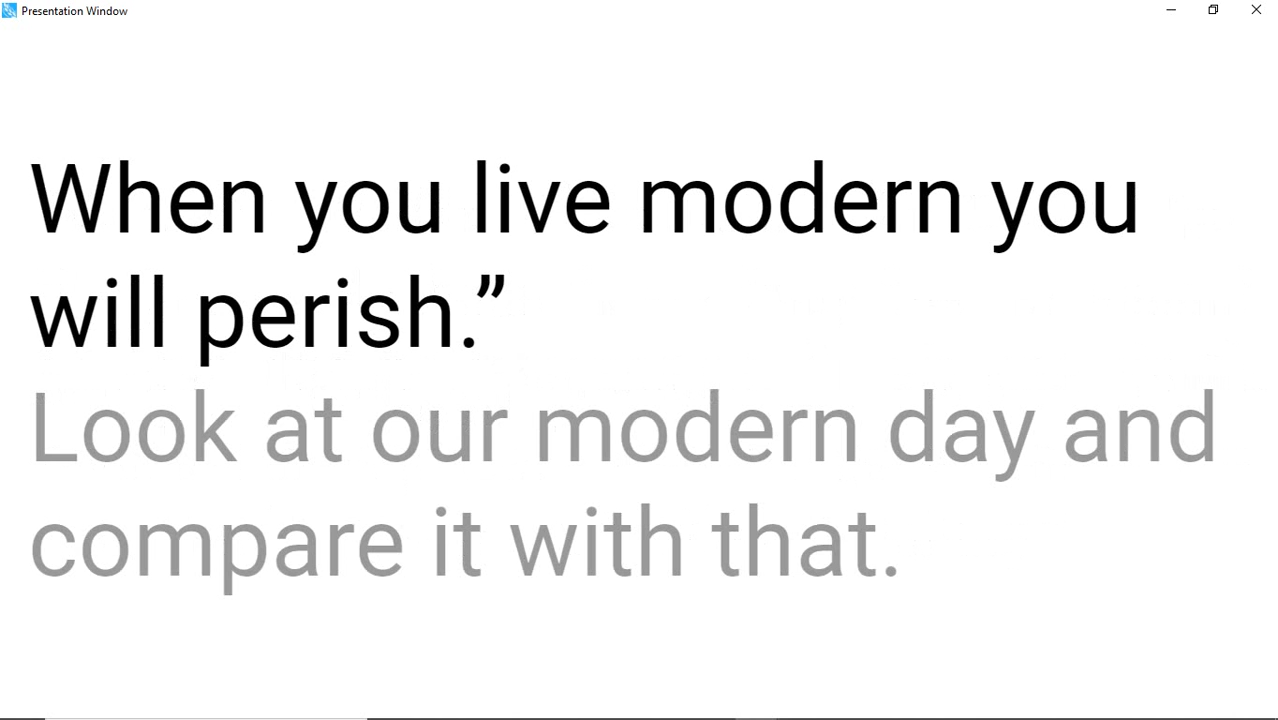 Presentation Window
When you live modern you
will perish.”
Look at our modern day and
compare it with that.